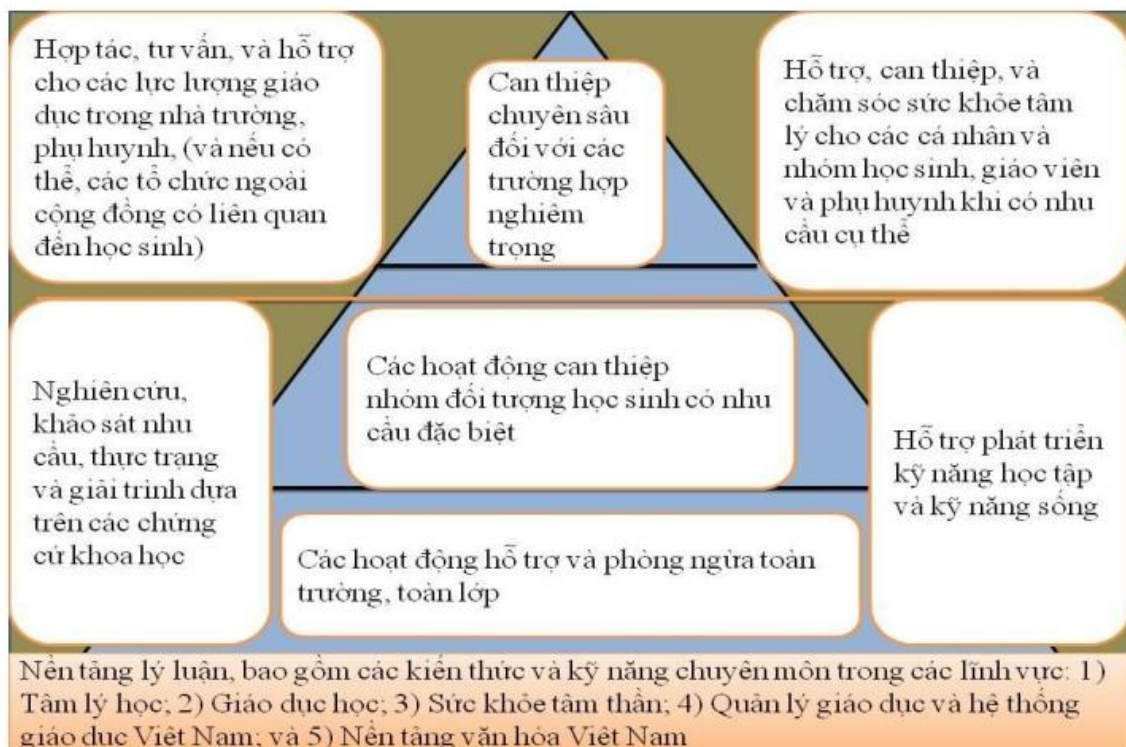 Hợp tác, tư vấn, và hỗ trợ
cho các lực lượng giáo
dục trong nhà trường,
phụ huynh, (và nếu có
thể, các tổ chức ngoài
cộng đồng có liên quan
đến học sinh)
Can thiệp
chuyên sâu
đối với các
trường hợp
nghiêm
trọng
Hỗ trợ, can thiệp, và
chăm sóc sức khỏe tâm
lý cho các cá nhân và
nhóm học sinh, giáo viên
và phụ huynh khi có nhu
cầu cụ thể
Nghiên cứu,
khảo sát nhu
cầu, thực trạng
và giải trình dựa
trên các chứng
cứ khoa học
Các hoạt động can thiệp
nhóm đối tượng học sinh có nhu
cầu đặc biệt
Hỗ trợ phát triển
kỹ năng học tập
và kỹ năng sống
Các hoạt động hỗ trợ và phòng ngừa toàn
trường, toàn lớp
Nền tảng lý luận, bao gồm các kiến thức và kỹ năng chuyên môn trong các lĩnh vực: 1)
Tâm lý học; 2) Giáo dục học; 3) Sức khỏe tâm thần; 4) Quản lý giáo dục và hệ thống
giáo dục Việt Nam; và 5) Nền tảng văn hóa Việt Nam